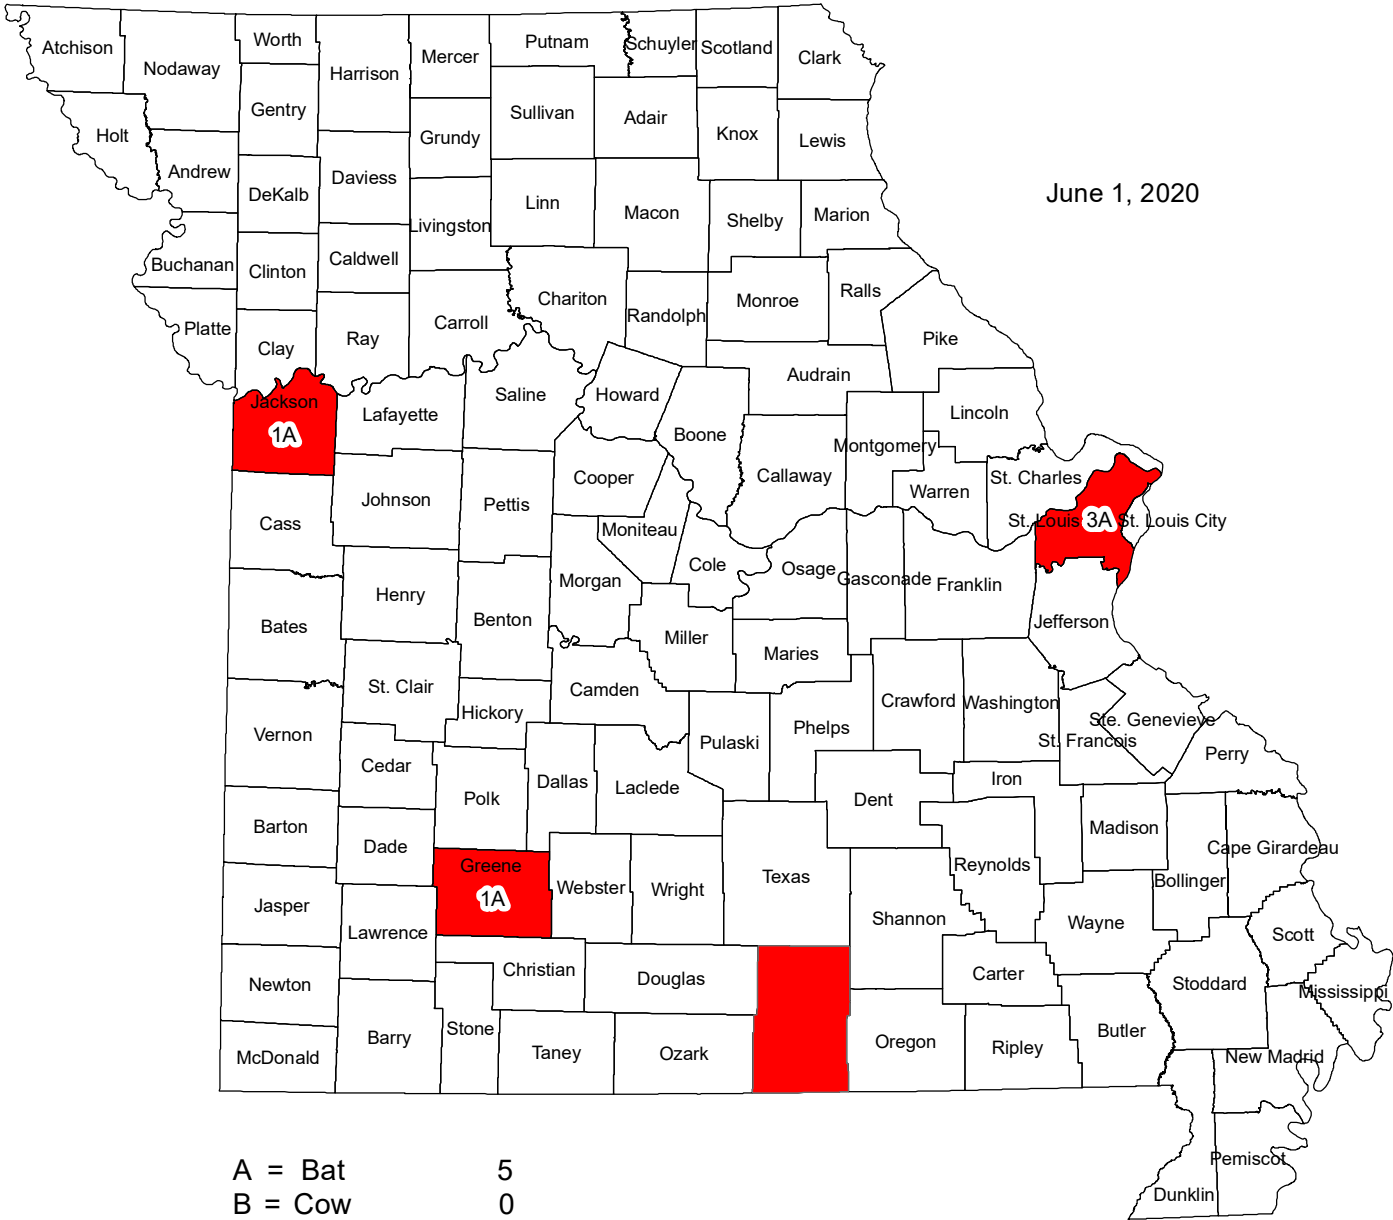 Atchison
Nodaway
Worth
Harrison
Mercer
Putnam
Schuyler
Scotland
Clark
Gentry
Sullivan
Adair
Knox
Lewis
Holt
Grundy
Andrew
DeKalb
Daviess
June 1, 2020
Linn
Macon
Shelby
Marion
Livingston
Buchanan
Clinton
Caldwell
Chariton
Monroe
Ralls
Platte
Clay
Ray
Carroll
Randolph
Pike
Audrain
Jackson
1A
Lafayette
Saline
Howard
Lincoln
Boone
Montgomery
Cooper
Callaway
Warren
St. Charles
Johnson
Pettis
Cass
Moniteau
St. Louis
3A
St. Louis City
Cole
Osage
Gasconade
Franklin
Morgan
Henry
Benton
Bates
Miller
Maries
Jefferson
St. Clair
Camden
Hickory
Crawford
Washington
Ste. Genevieve
Vernon
Pulaski
Phelps
St. Francois
Perry
Cedar
Dallas
Laclede
Iron
Polk
Dent
Barton
Dade
Madison
Cape Girardeau
Greene
1A
Webster
Wright
Texas
Reynolds
Bollinger
Jasper
Lawrence
Shannon
Wayne
Scott
Christian
Douglas
Carter
Newton
Stoddard
Mississippi
Barry
Stone
Taney
Ozark
Oregon
Ripley
Butler
McDonald
New Madrid
Pemiscot
Dunklin
A = Bat 5
B = Cow 0